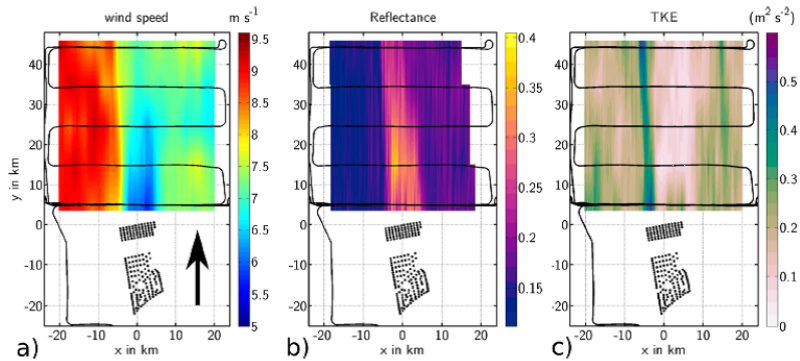 wind speed
m s⁻¹
Reflectance
TKE
(m² s⁻²)
40
30
20
10
0
-10
-20
y in km
-20 -10 0 10 20
x in km
a)
9.5
9
8.5
8
7.5
7
6.5
6
5.5
5
40
30
20
10
0
-10
-20
-20 -10 0 10 20
x in km
b)
0.4
0.35
0.3
0.25
0.2
0.15
40
30
20
10
0
-10
-20
-20 -10 0 10 20
x in km
c)
0.5
0.4
0.3
0.2
0.1
0